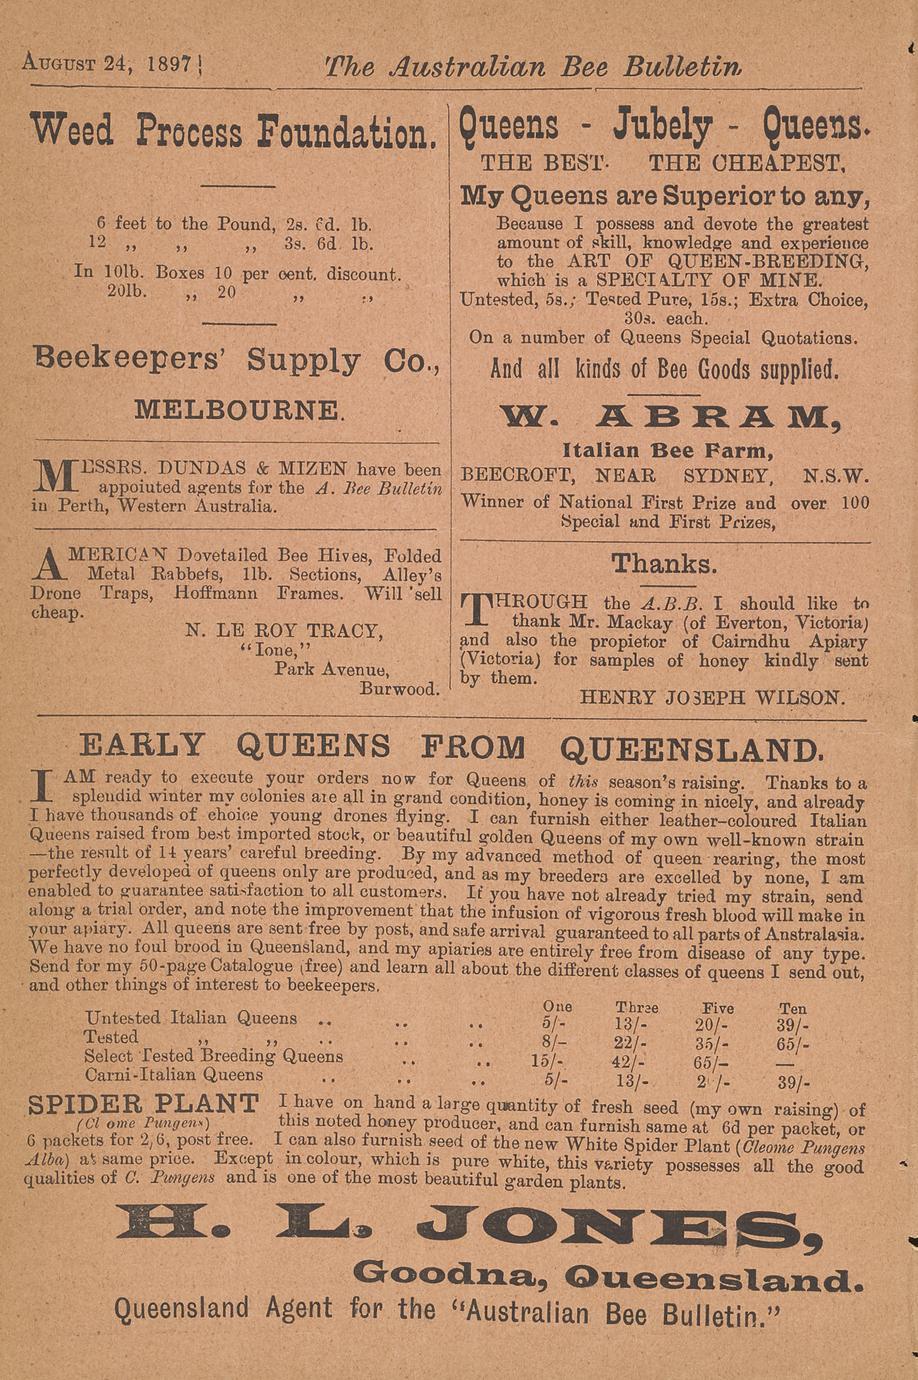 August 24, 1897
The Australian Bee Bulletin
Weed Process Foundation.
6 feet to the Pound, 2s. 6d. lb.
12 ,, ,, ,, 3s. 6d. lb.
In 10lb. Boxes 10 per cent. discount.
20lb. ,, 20 ,, ,,
Beekeepers' Supply Co.,
MELBOURNE.
MESSRS. DUNDAS & MIZEN have been
appointed agents for the A. Bee Bulletin
in Perth, Western Australia.
AMERICAN Dovetailed Bee Hives, Folded
Metal Rabbets, 1lb. Sections, Alley's
Drone Traps, Hoffmann Frames. Will sell
cheap.
N. LE ROY TRACY,
"Ione,"
Park Avenue,
Burwood.
Queens - Jubely - Queens.
THE BEST. THE CHEAPEST,
My Queens are Superior to any,
Because I possess and devote the greatest
amount of skill, knowledge and experience
to the ART OF QUEEN-BREEDING,
which is a SPECIALTY OF MINE.
Untested, 5s.; Tested Pure, 15s.; Extra Choice,
30s. each.
On a number of Queens Special Quotations.
And all kinds of Bee Goods supplied.
W. ABRAM,
Italian Bee Farm,
BEECROFT, NEAR SYDNEY, N.S.W.
Winner of National First Prize and over 100
Special and First Prizes,
Thanks.
THROUGH the A.B.B. I should like to
thank Mr. Mackay (of Everton, Victoria)
and also the propietor of Cairndhu Apiary
(Victoria) for samples of honey kindly sent
by them.
HENRY JOSEPH WILSON.
EARLY QUEENS FROM QUEENSLAND.
I AM ready to execute your orders now for Queens of this season's raising. Thanks to a
splendid winter my colonies are all in grand condition, honey is coming in nicely, and already
I have thousands of choice young drones flying. I can furnish either leather-coloured Italian
Queens raised from best imported stock, or beautiful golden Queens of my own well-known strain
—the result of 14 years' careful breeding. By my advanced method of queen rearing, the most
perfectly developed of queens only are produced, and as my breeders are excelled by none, I am
enabled to guarantee satisfaction to all customers. If you have not already tried my strain, send
along a trial order, and note the improvement that the infusion of vigorous fresh blood will make in
your apiary. All queens are sent free by post, and safe arrival guaranteed to all parts of Australasia.
We have no foul brood in Queensland, and my apiaries are entirely free from disease of any type.
Send for my 50-page Catalogue (free) and learn all about the different classes of queens I send out,
and other things of interest to beekeepers.
One Three Five Ten
Untested Italian Queens .. .. .. 5/- 13/- 20/- 39/-
Tested ,, ,, .. .. .. 8/- 22/- 35/- 65/-
Select Tested Breeding Queens .. .. 15/- 42/- 65/- —
Carni-Italian Queens .. .. .. 5/- 13/- 2 /- 39/-
SPIDER PLANT I have on hand a large quantity of fresh seed (my own raising) of
(Cl ome Pungens) this noted honey producer, and can furnish same at 6d per packet, or
6 packets for 2/6, post free. I can also furnish seed of the new White Spider Plant (Cleome Pungens
Alba) at same price. Except in colour, which is pure white, this variety possesses all the good
qualities of C. Pungens and is one of the most beautiful garden plants.
H. L. JONES,
Goodna, Queensland.
Queensland Agent for the "Australian Bee Bulletin."